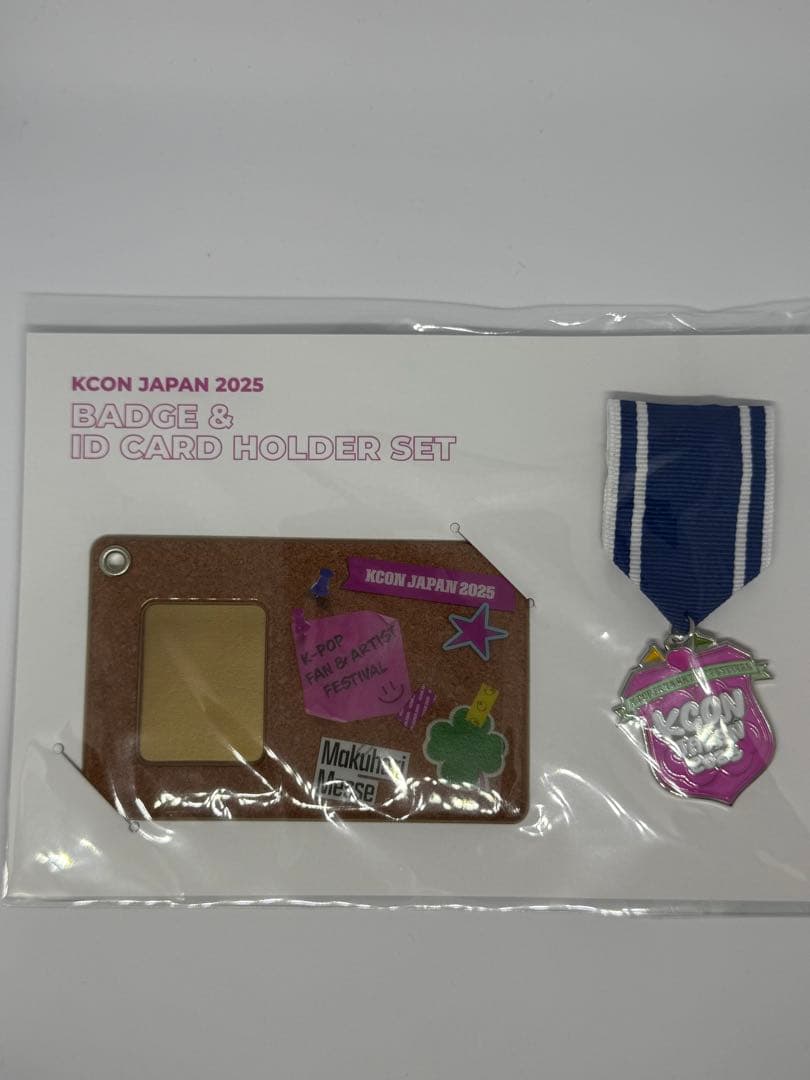 KCON JAPAN 2025
BADGE &
ID CARD HOLDER SET
KCON JAPAN 2025
K-POP
FAN & ARTIST
FESTIVAL
Makuhari
Messe
KCON